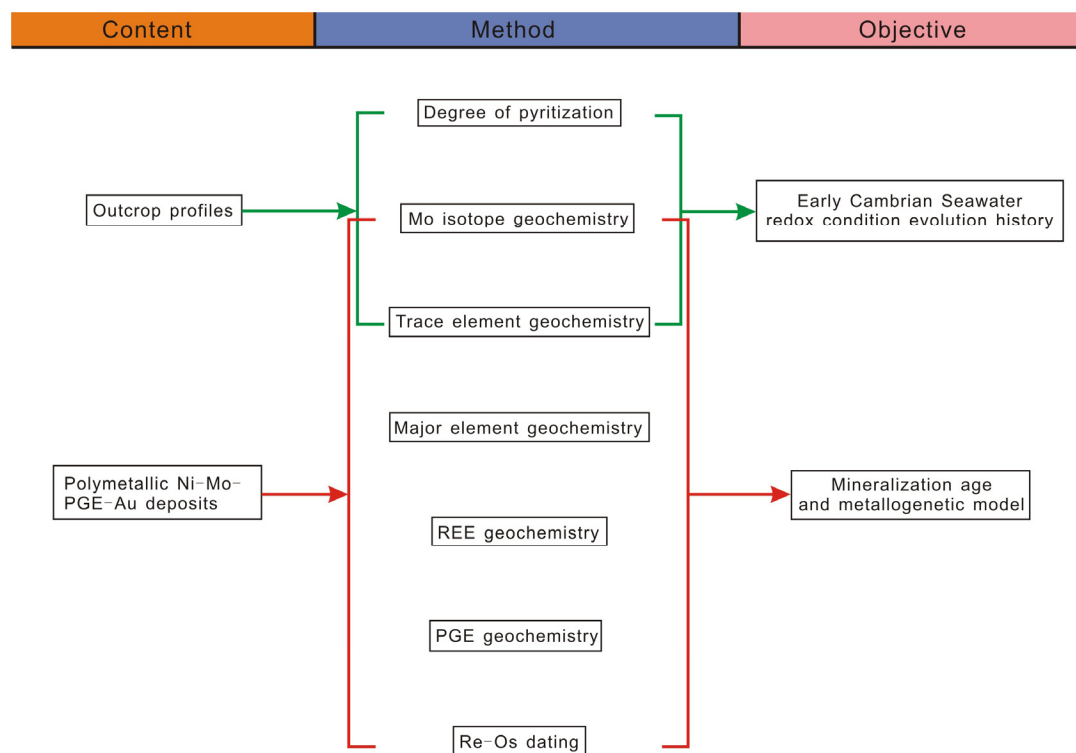 Content
Method
Objective
Degree of pyritization
Outcrop profiles
Mo isotope geochemistry
Early Cambrian Seawater
redox condition evolution history
Trace element geochemistry
Major element geochemistry
Polymetallic Ni-Mo-
PGE-Au deposits
Mineralization age
and metallogenetic model
REE geochemistry
PGE geochemistry
Re-Os dating